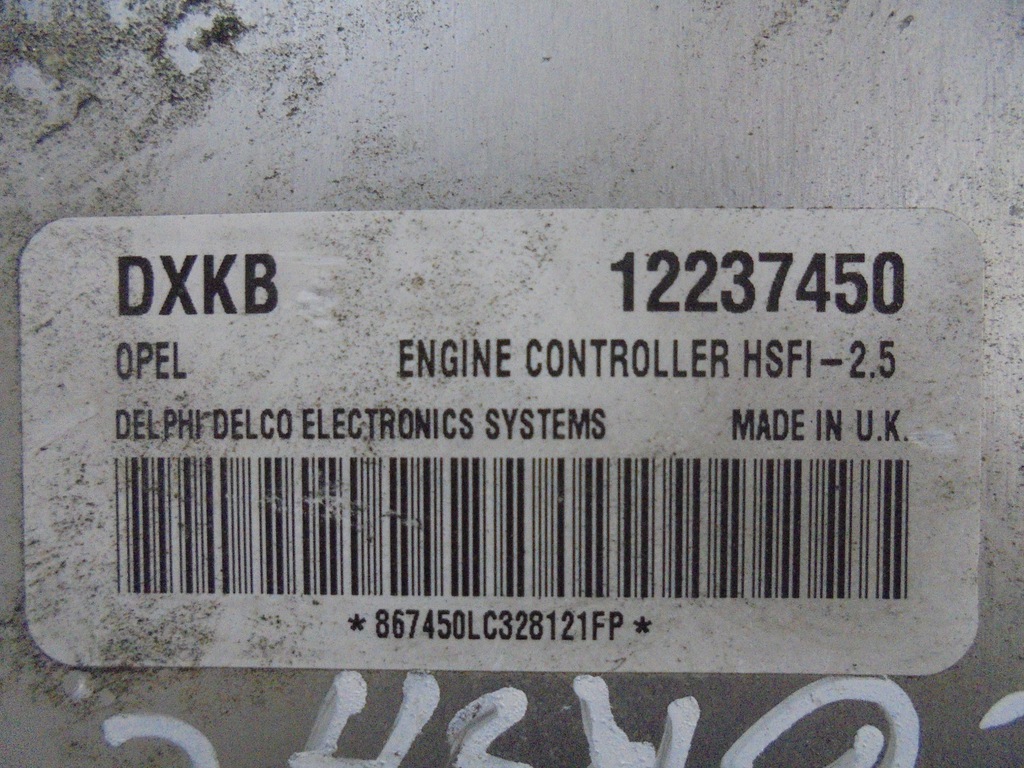 DXKB 12237450
OPEL ENGINE CONTROLLER HSFI-2.5
DELPHI DELCO ELECTRONICS SYSTEMS MADE IN U.K.
*867450LC328121FP*